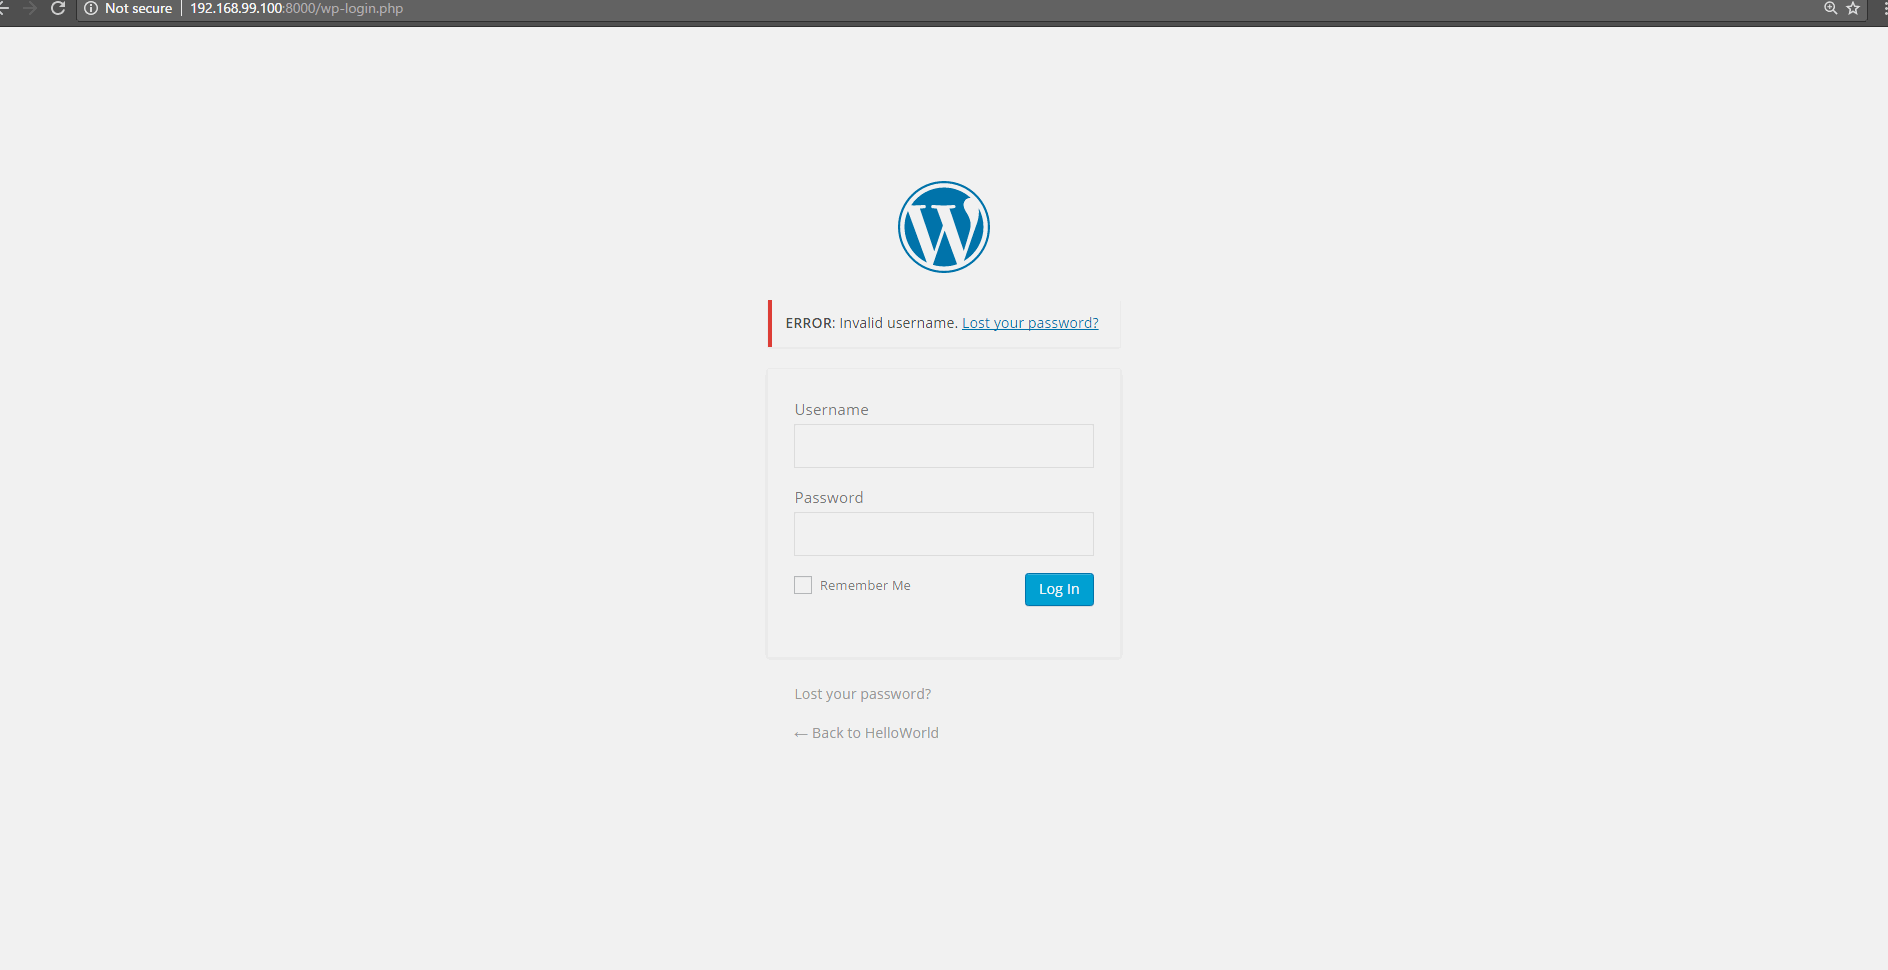 Not secure | 192.168.99.100:8000/wp-login.php
ERROR: Invalid username. Lost your password?
Username
Password
Remember Me
Log In
Lost your password?
← Back to HelloWorld